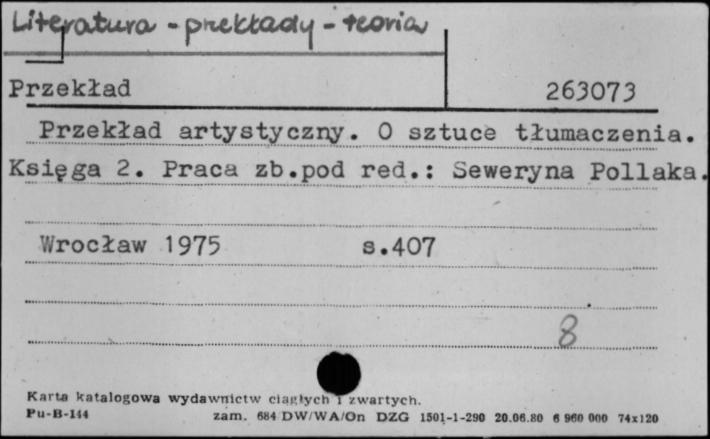 Literatura - przekłady - teoria
Przekład 263073
Przekład artystyczny. O sztuce tłumaczenia.
Księga 2. Praca zb.pod red.: Seweryna Pollaka.
Wrocław 1975 s.407
8
Karta katalogowa wydawnictw ciągłych i zwartych.
Pu-B-144 zam. 684 DW/WA/On DZG 1501-1-290 20.06.80 6 960 000 74x120